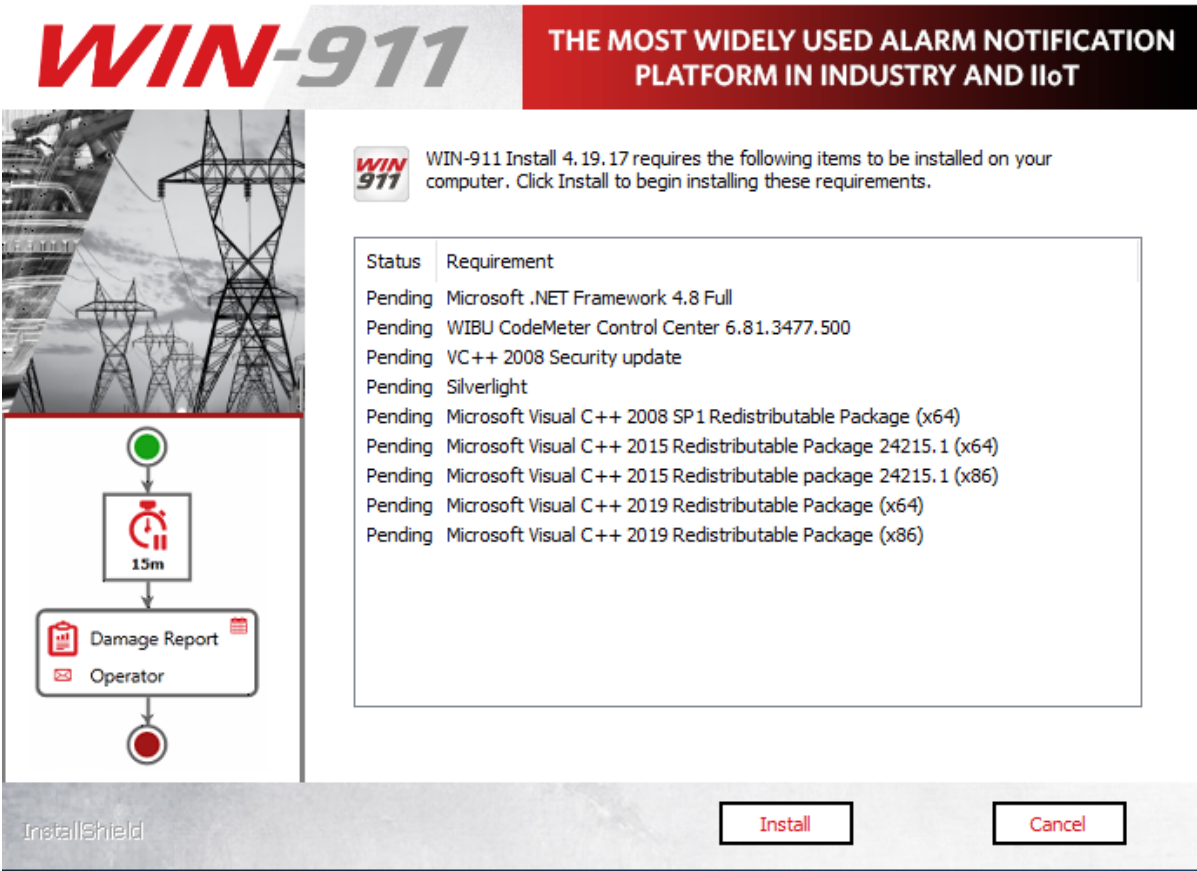 WIN-911
THE MOST WIDELY USED ALARM NOTIFICATION
PLATFORM IN INDUSTRY AND IIoT
WIN
911
WIN-911 Install 4.19.17 requires the following items to be installed on your
computer. Click Install to begin installing these requirements.
Status Requirement
Pending Microsoft .NET Framework 4.8 Full
Pending WIBU CodeMeter Control Center 6.81.3477.500
Pending VC++ 2008 Security update
Pending Silverlight
Pending Microsoft Visual C++ 2008 SP1 Redistributable Package (x64)
Pending Microsoft Visual C++ 2015 Redistributable Package 24215.1 (x64)
Pending Microsoft Visual C++ 2015 Redistributable package 24215.1 (x86)
Pending Microsoft Visual C++ 2019 Redistributable Package (x64)
Pending Microsoft Visual C++ 2019 Redistributable Package (x86)
15m
Damage Report
Operator
InstallShield
Install
Cancel